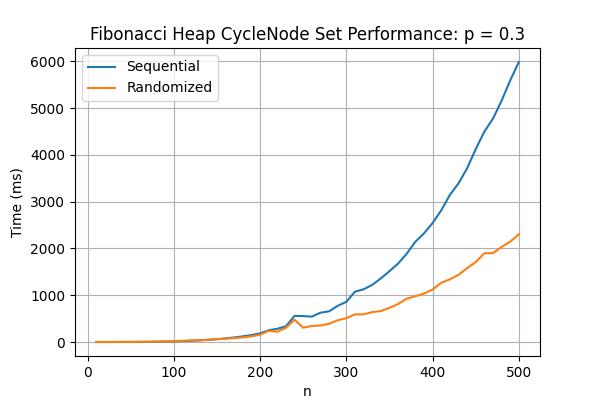 Fibonacci Heap CycleNode Set Performance: p = 0.3
Sequential
Randomized
Time (ms)
6000
5000
4000
3000
2000
1000
0
0 100 200 300 400 500
n